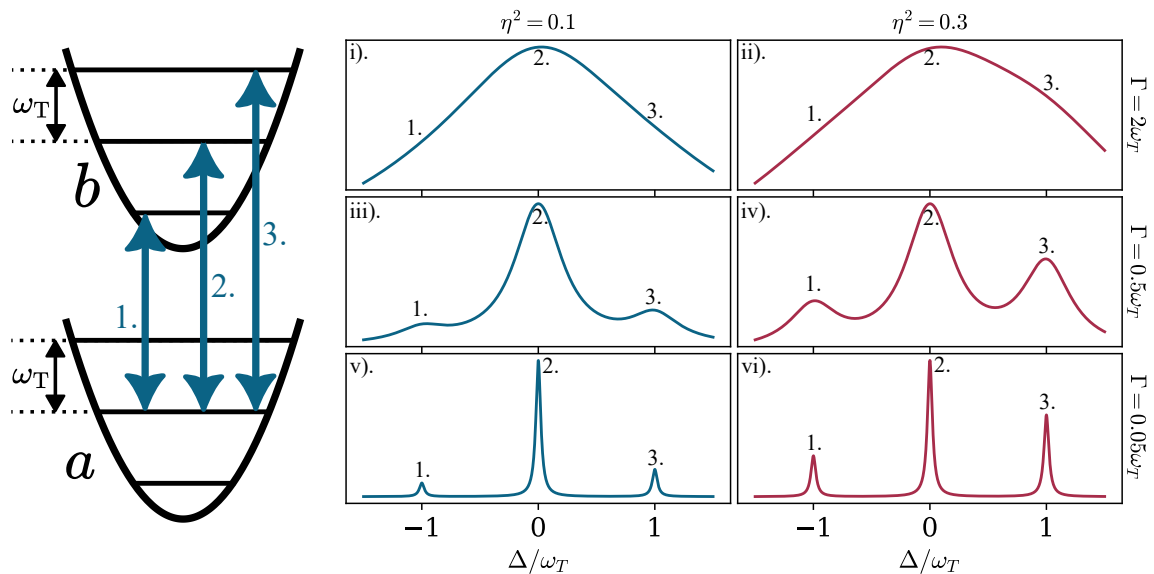 ω_T
b
1.
2.
3.
ω_T
a
η² = 0.1
η² = 0.3
i).
1.
2.
3.
ii).
1.
2.
3.
Γ = 2ω_T
iii).
1.
2.
3.
iv).
1.
2.
3.
Γ = 0.5ω_T
v).
1.
2.
3.
vi).
1.
2.
3.
Γ = 0.05ω_T
−1 0 1
−1 0 1
Δ/ω_T
Δ/ω_T